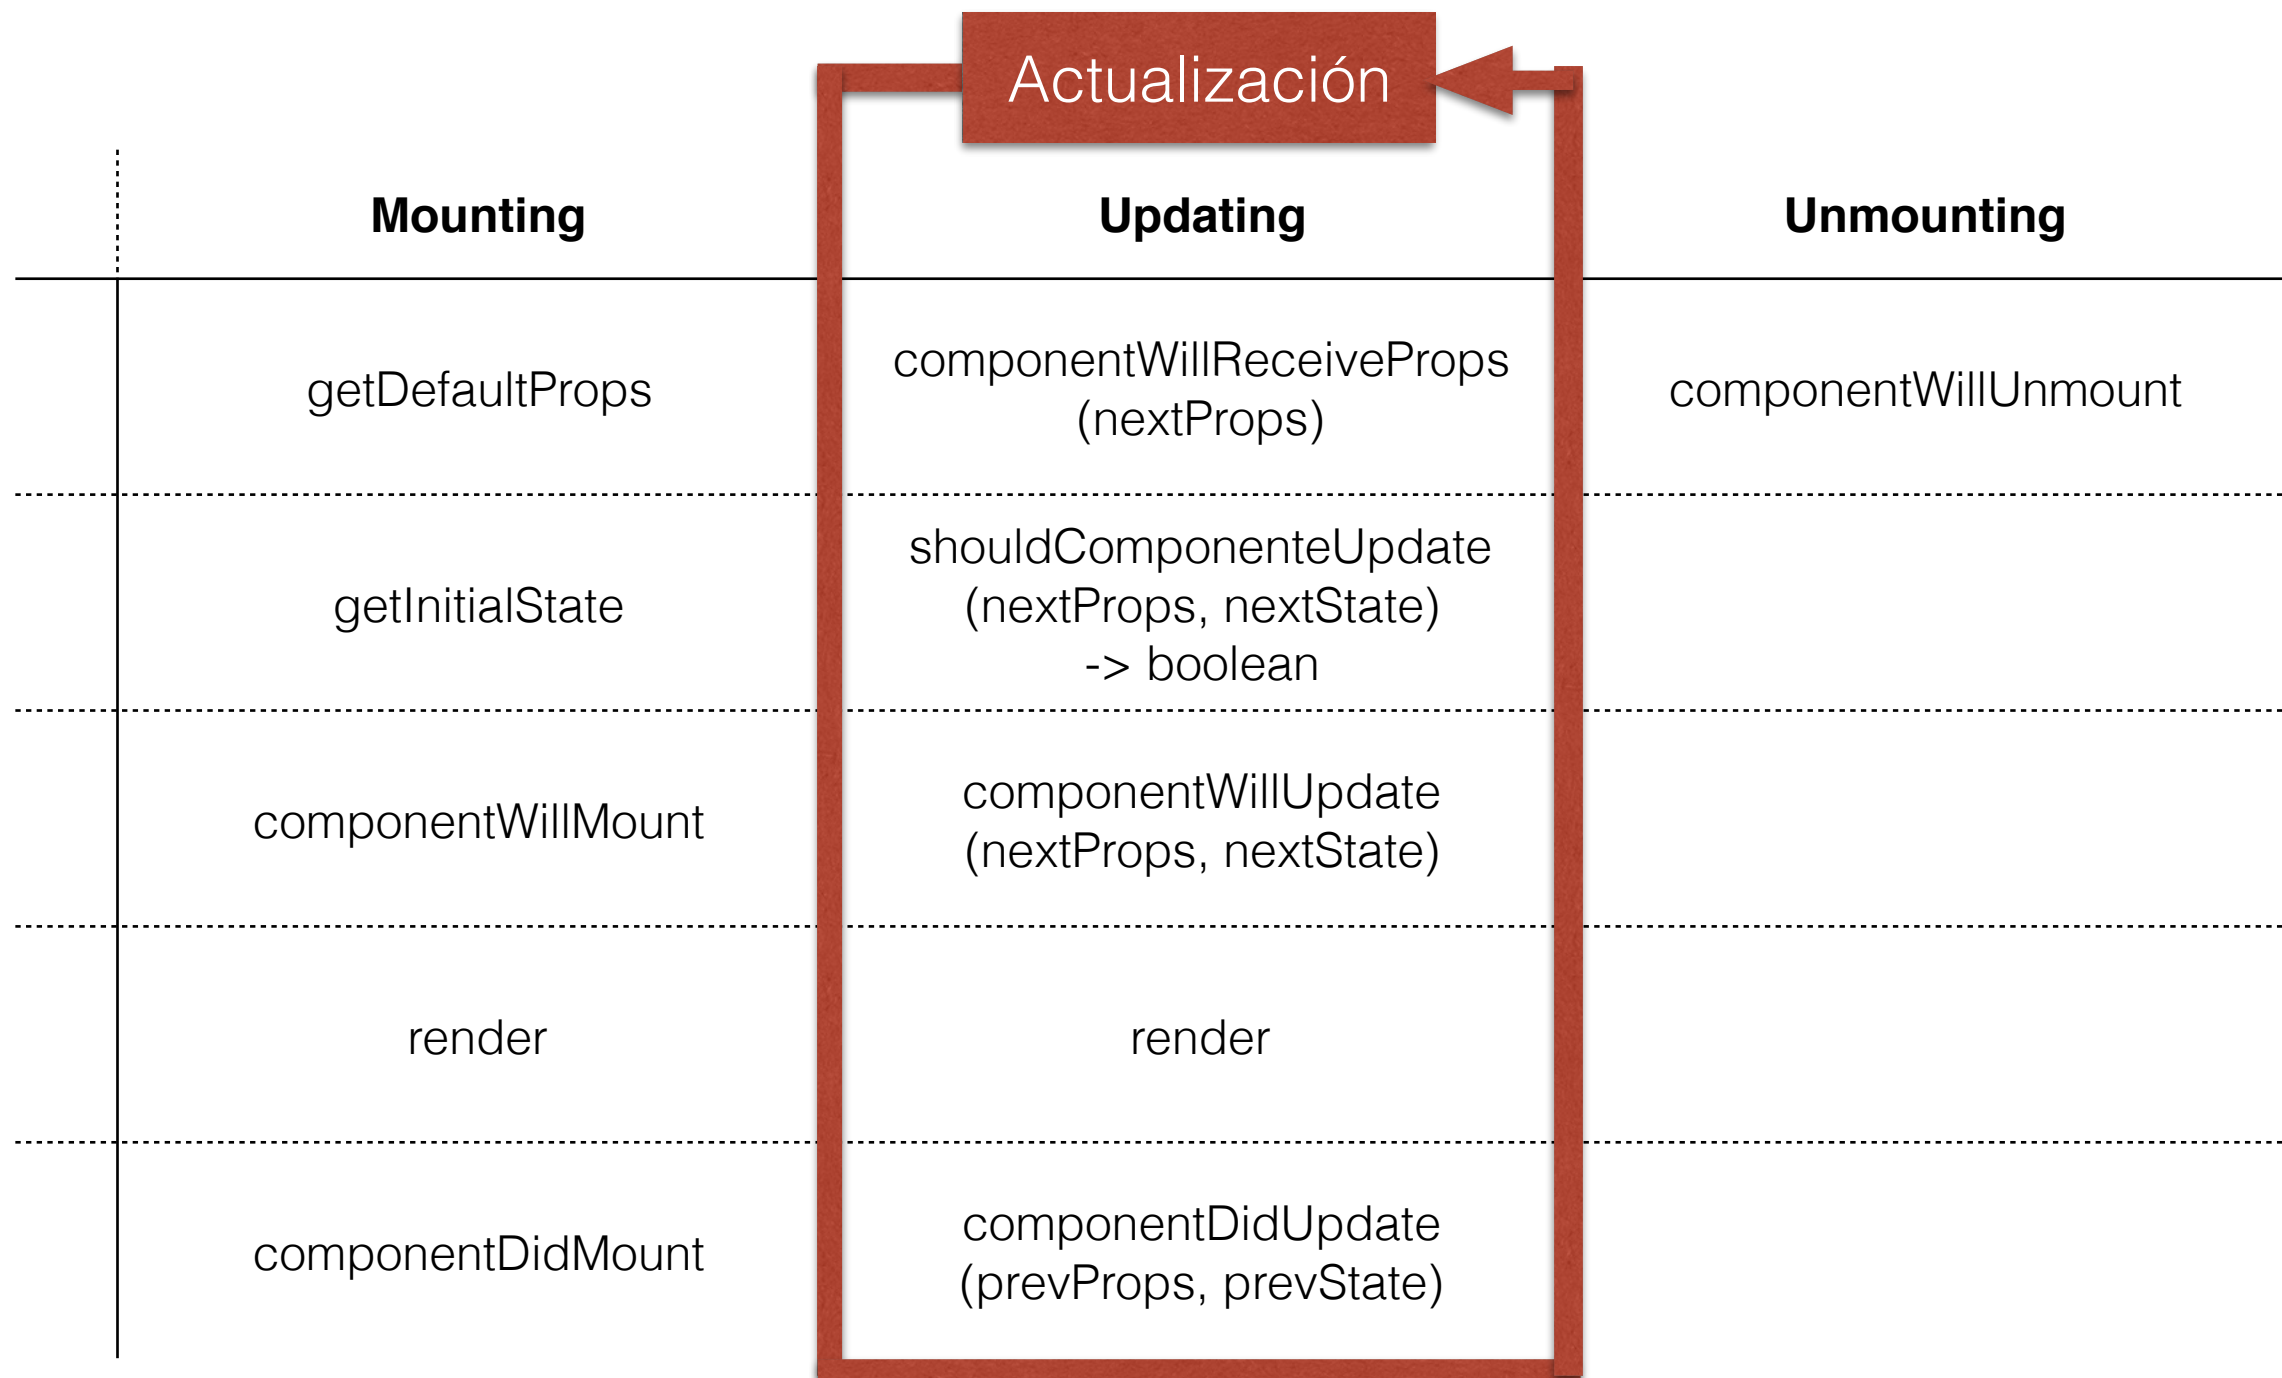 Actualización
Mounting
Updating
Unmounting
getDefaultProps
componentWillReceiveProps
(nextProps)
componentWillUnmount
getInitialState
shouldComponenteUpdate
(nextProps, nextState)
-> boolean
componentWillMount
componentWillUpdate
(nextProps, nextState)
render
render
componentDidMount
componentDidUpdate
(prevProps, prevState)